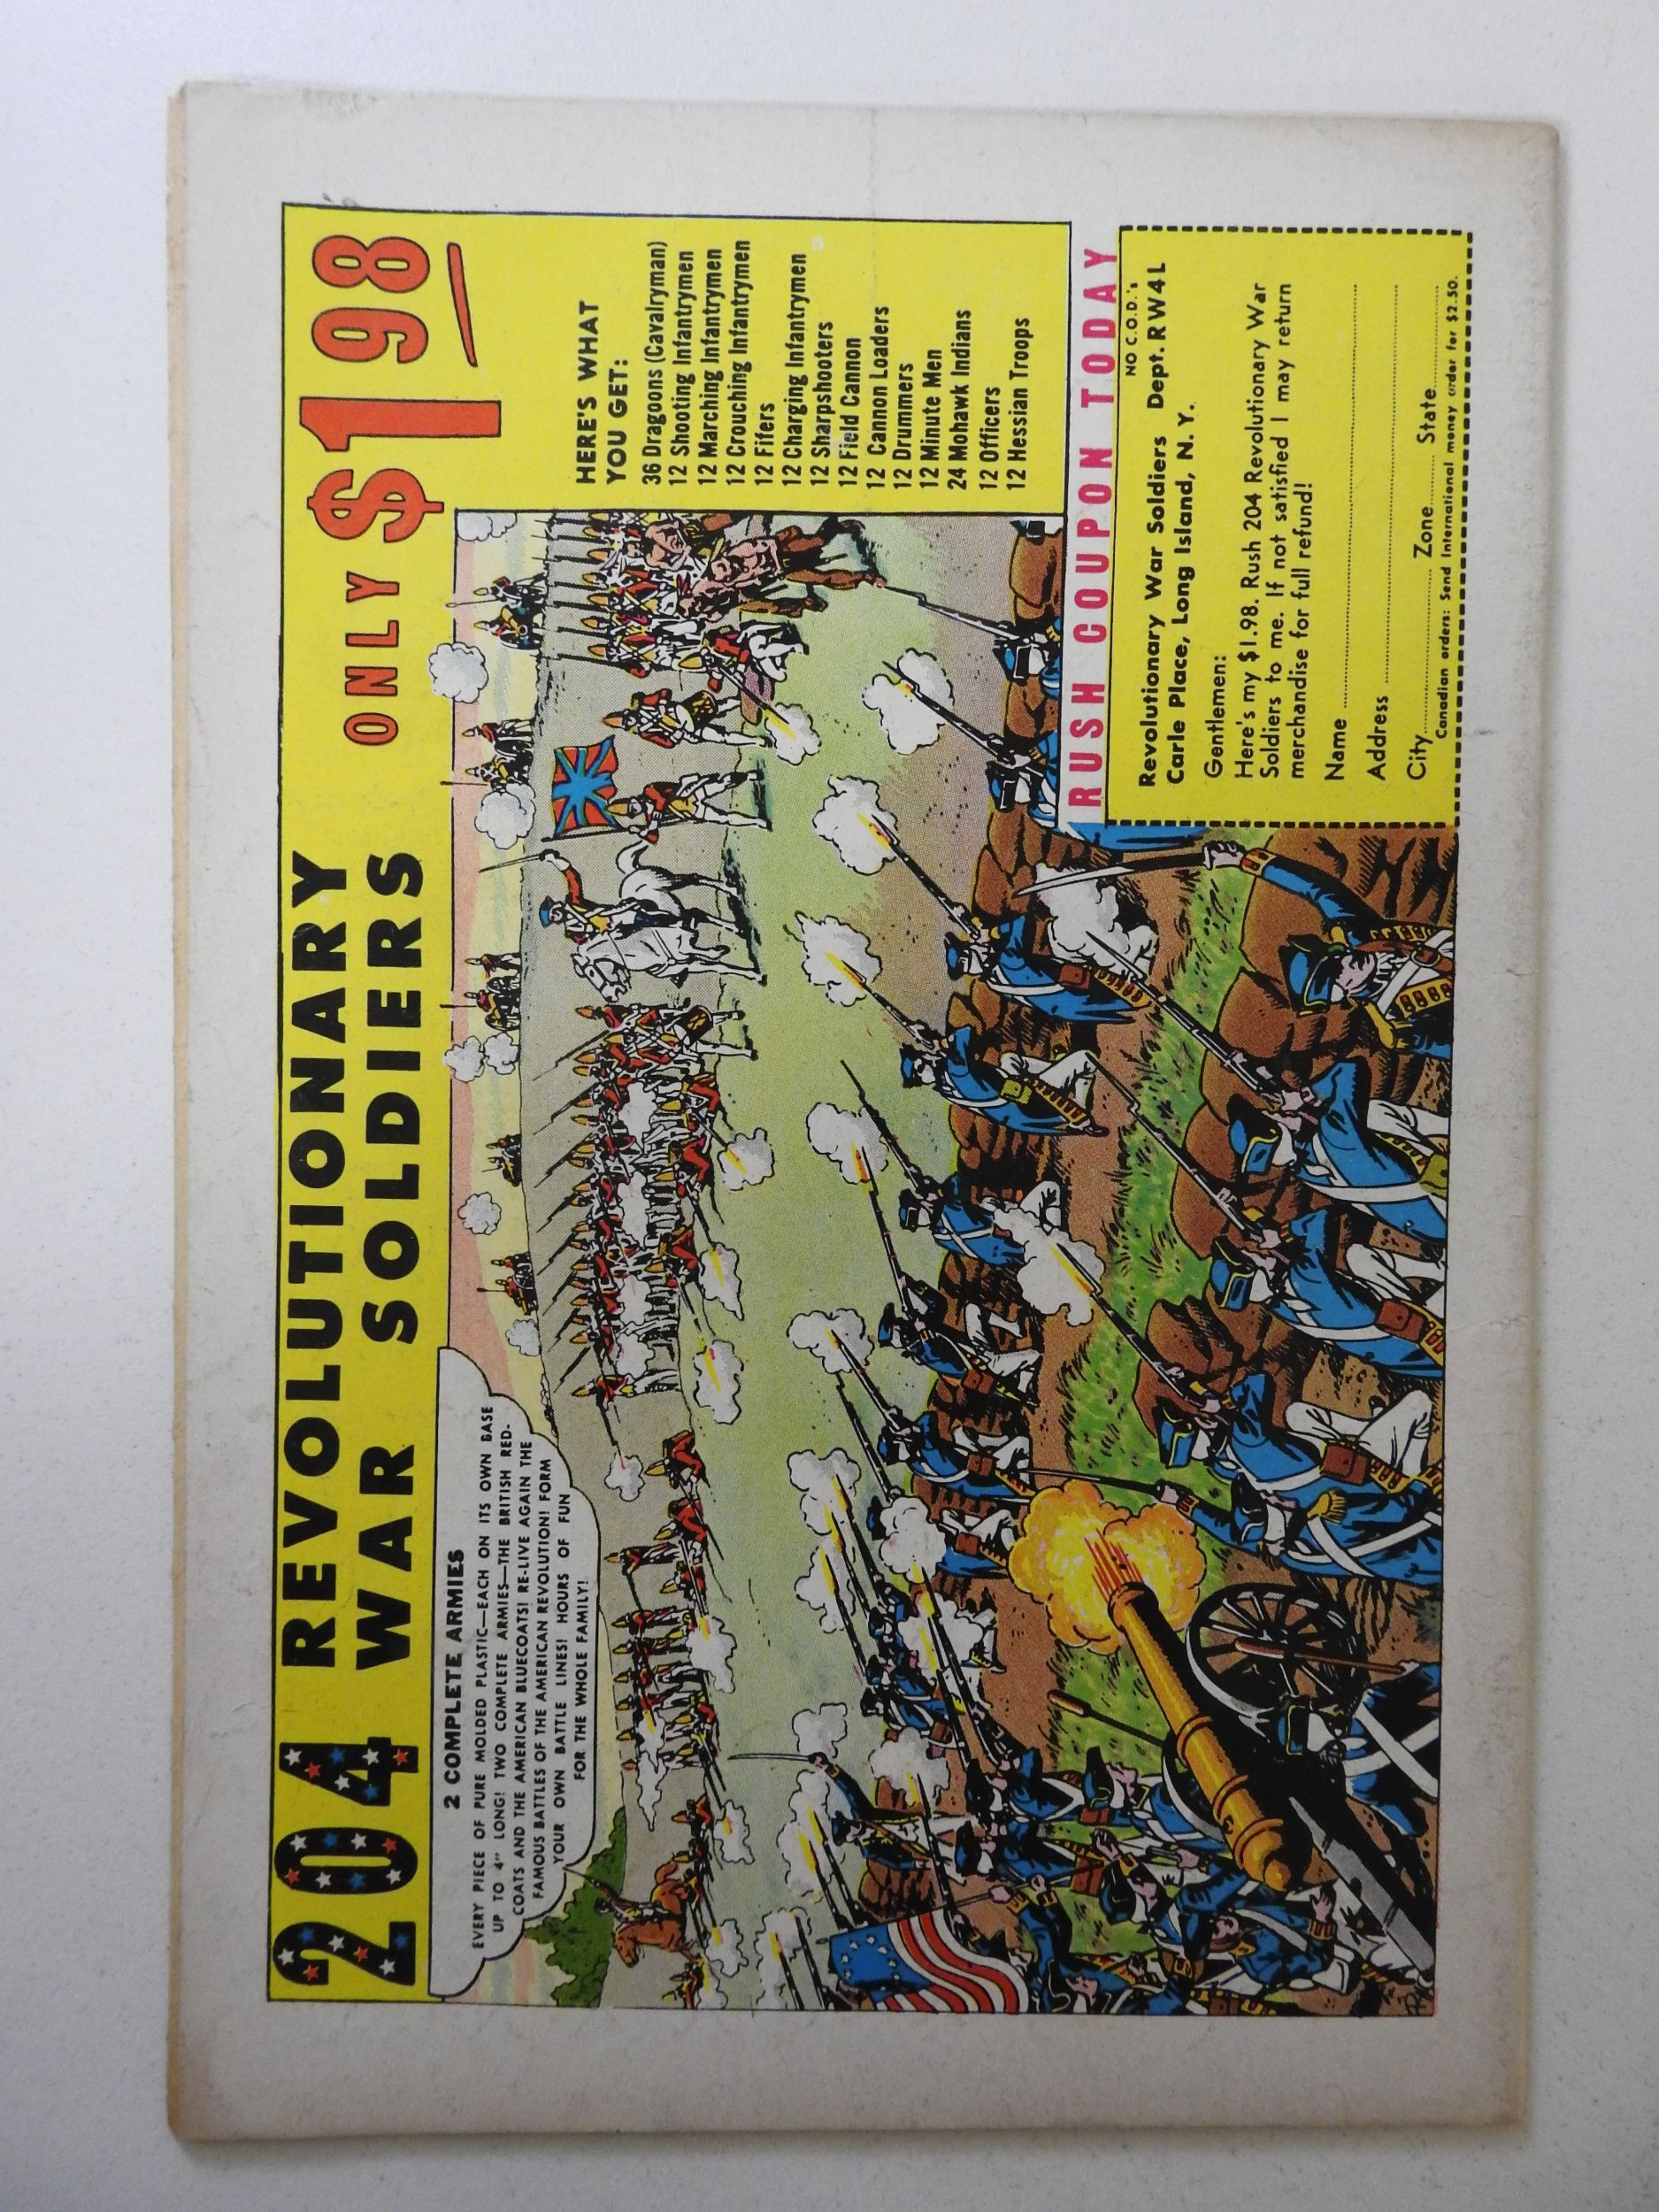 204 REVOLUTIONARY
WAR SOLDIERS ONLY $198
2 COMPLETE ARMIES
EVERY PIECE OF PURE MOLDED PLASTIC—EACH ON ITS OWN BASE
UP TO 4" LONG! TWO COMPLETE ARMIES—THE BRITISH RED-
COATS AND THE AMERICAN BLUECOATS! RE-LIVE AGAIN THE
FAMOUS BATTLES OF THE AMERICAN REVOLUTION! FORM
YOUR OWN BATTLE LINES! HOURS OF FUN
FOR THE WHOLE FAMILY!
HERE'S WHAT
YOU GET:
36 Dragoons (Cavalryman)
12 Shooting Infantrymen
12 Marching Infantrymen
12 Crouching Infantrymen
12 Fifers
12 Charging Infantrymen
12 Sharpshooters
12 Field Cannon
12 Cannon Loaders
12 Drummers
12 Minute Men
24 Mohawk Indians
12 Officers
12 Hessian Troops
RUSH COUPON TODAY
NO C.O.D.'s
Revolutionary War Soldiers Dept. RW4L
Carle Place, Long Island, N. Y.
Gentlemen:
Here's my $1.98. Rush 204 Revolutionary War
Soldiers to me. If not satisfied I may return
merchandise for full refund!
Name
Address
City Zone State
Canadian orders: Send International money order for $2.50.